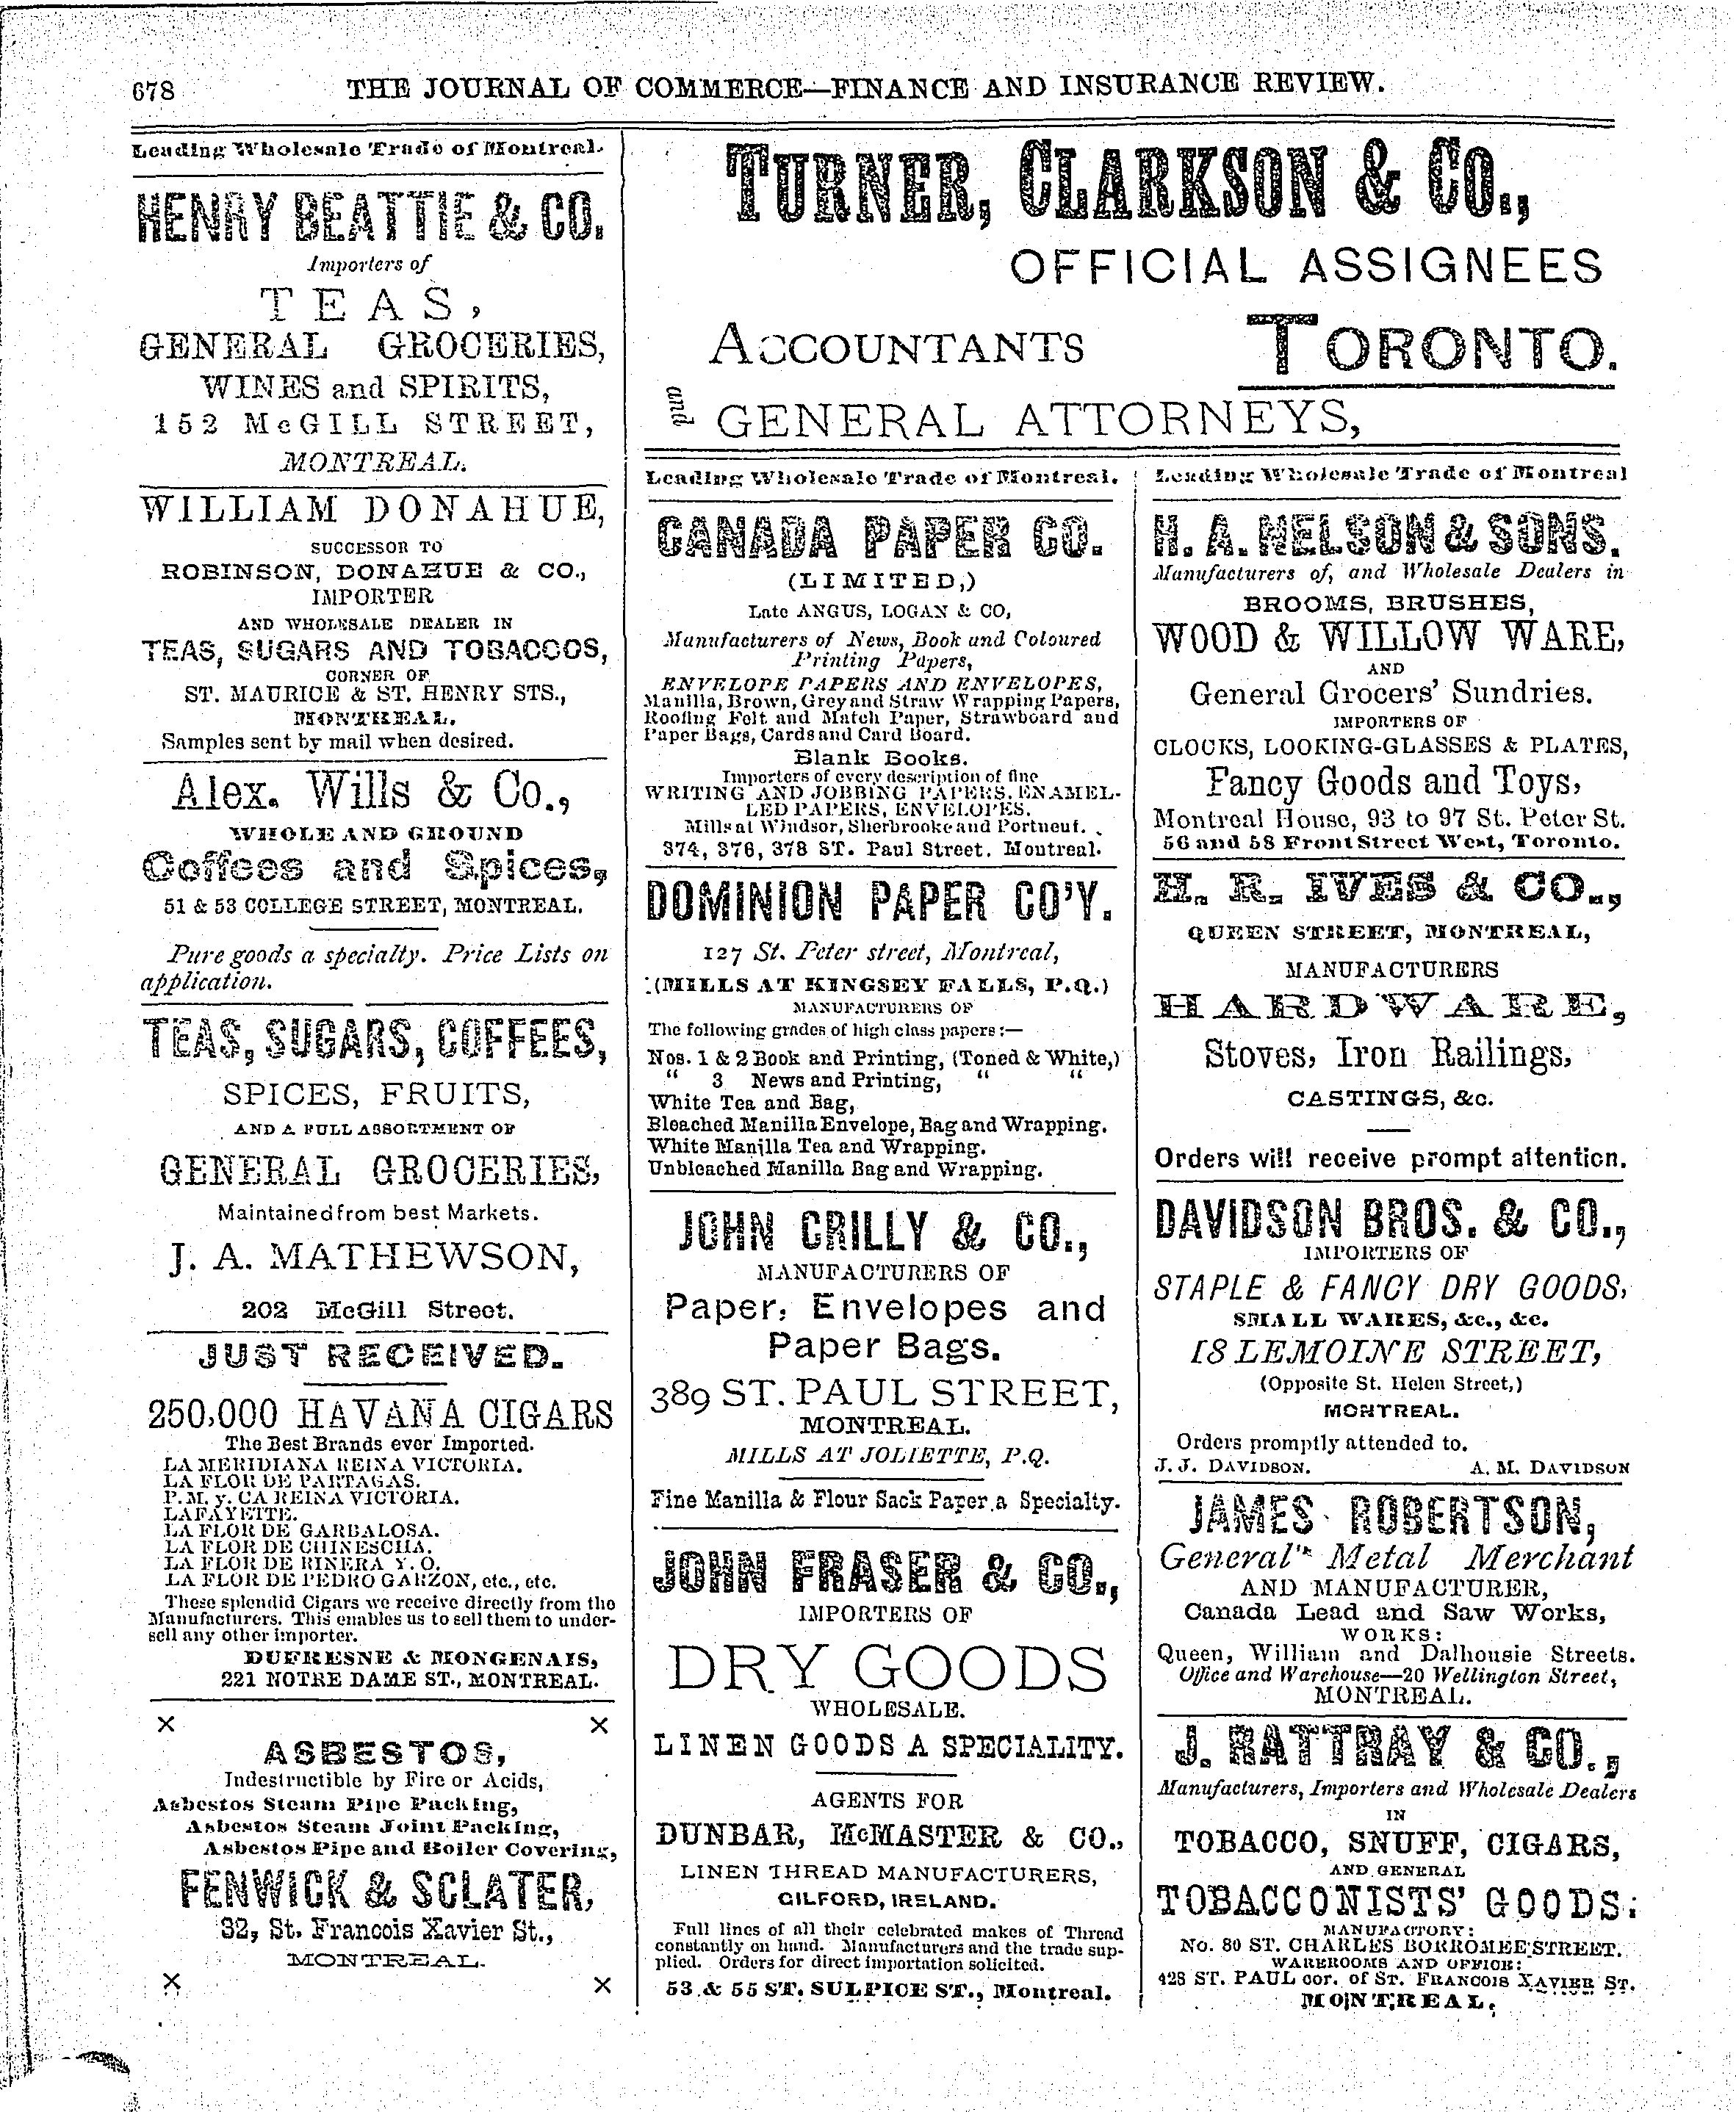 678 THE JOURNAL OF COMMERCE—FINANCE AND INSURANCE REVIEW.
Leading Wholesale Trade of Montreal.
HENRY BEATTIE & CO.
Importers of
TEAS,
GENERAL GROCERIES,
WINES and SPIRITS,
152 McGILL STREET,
MONTREAL.
WILLIAM DONAHUE,
SUCCESSOR TO
ROBINSON, DONAHUE & CO.,
IMPORTER
AND WHOLESALE DEALER IN
TEAS, SUGARS AND TOBACCOS,
CORNER OF
ST. MAURICE & ST. HENRY STS.,
MONTREAL.
Samples sent by mail when desired.
Alex. Wills & Co.,
WHOLE AND GROUND
Coffees and Spices,
51 & 53 COLLEGE STREET, MONTREAL.
Pure goods a specialty. Price Lists on
application.
TEAS, SUGARS, COFFEES,
SPICES, FRUITS,
AND A FULL ASSORTMENT OF
GENERAL GROCERIES,
Maintained from best Markets.
J. A. MATHEWSON,
202 McGill Street.
JUST RECEIVED.
250,000 HAVANA CIGARS
The Best Brands ever Imported.
LA MERIDIANA REINA VICTORIA.
LA FLOR DE PARTAGAS.
P. M. y. CA REINA VICTORIA.
LAFAYETTE.
LA FLOR DE GARBALOSA.
LA FLOR DE CHINESCHA.
LA FLOR DE RINERA Y. O.
LA FLOR DE PEDRO GARZON, etc., etc.
These splendid Cigars we receive directly from the
Manufacturers. This enables us to sell them to under-
sell any other importer.
DUFRESNE & MONGENAIS,
221 NOTRE DAME ST., MONTREAL.
ASBESTOS,
Indestructible by Fire or Acids,
Asbestos Steam Pipe Packing,
Asbestos Steam Joint Packing,
Asbestos Pipe and Boiler Covering,
FENWICK & SCLATER,
32, St. Francois Xavier St.,
MONTREAL.
TURNER, CLARKSON & CO.,
OFFICIAL ASSIGNEES
ACCOUNTANTS TORONTO.
and GENERAL ATTORNEYS,
Leading Wholesale Trade of Montreal.
CANADA PAPER CO.
(LIMITED,)
Late ANGUS, LOGAN & CO,
Manufacturers of News, Book and Coloured
Printing Papers,
ENVELOPE PAPERS AND ENVELOPES,
Manilla, Brown, Grey and Straw Wrapping Papers,
Roofing Felt and Match Paper, Strawboard and
Paper Bags, Cards and Card Board.
Blank Books.
Importers of every description of fine
WRITING AND JOBBING PAPERS. ENAMEL-
LED PAPERS, ENVELOPES.
Mills at Windsor, Sherbrooke and Portneuf.
374, 376, 378 ST. Paul Street. Montreal.
DOMINION PAPER CO'Y.
127 St. Peter street, Montreal,
(MILLS AT KINGSEY FALLS, P.Q.)
MANUFACTURERS OF
The following grades of high class papers:—
Nos. 1 & 2 Book and Printing, (Toned & White,)
" 3 News and Printing, " "
White Tea and Bag,
Bleached Manilla Envelope, Bag and Wrapping.
White Manilla Tea and Wrapping.
Unbleached Manilla Bag and Wrapping.
JOHN CRILLY & CO.,
MANUFACTURERS OF
Paper, Envelopes and
Paper Bags.
389 ST. PAUL STREET,
MONTREAL.
MILLS AT JOLIETTE, P.Q.
Fine Manilla & Flour Sack Paper a Specialty.
JOHN FRASER & CO.,
IMPORTERS OF
DRY GOODS
WHOLESALE.
LINEN GOODS A SPECIALITY.
AGENTS FOR
DUNBAR, McMASTER & CO.,
LINEN THREAD MANUFACTURERS,
GILFORD, IRELAND.
Full lines of all their celebrated makes of Thread
constantly on hand. Manufacturers and the trade sup-
plied. Orders for direct importation solicited.
53 & 55 ST. SULPICE ST., Montreal.
Leading Wholesale Trade of Montreal
H. A. NELSON & SONS.
Manufacturers of, and Wholesale Dealers in
BROOMS, BRUSHES,
WOOD & WILLOW WARE,
AND
General Grocers' Sundries.
IMPORTERS OF
CLOCKS, LOOKING-GLASSES & PLATES,
Fancy Goods and Toys,
Montreal House, 93 to 97 St. Peter St.
56 and 58 Front Street West, Toronto.
H. R. IVES & CO.,
QUEEN STREET, MONTREAL,
MANUFACTURERS
HARDWARE,
Stoves, Iron Railings,
CASTINGS, &c.
Orders will receive prompt attention.
DAVIDSON BROS. & CO.,
IMPORTERS OF
STAPLE & FANCY DRY GOODS,
SMALL WARES, &c., &c.
18 LEMOINE STREET,
(Opposite St. Helen Street,)
MONTREAL.
Orders promptly attended to.
J. J. DAVIDSON. A. M. DAVIDSON
JAMES ROBERTSON,
General Metal Merchant
AND MANUFACTURER,
Canada Lead and Saw Works,
WORKS:
Queen, William and Dalhousie Streets.
Office and Warehouse—20 Wellington Street,
MONTREAL.
J. RATTRAY & CO.,
Manufacturers, Importers and Wholesale Dealers
IN
TOBACCO, SNUFF, CIGARS,
AND GENERAL
TOBACCONISTS' GOODS:
MANUFACTORY:
No. 80 ST. CHARLES BORROMEE STREET.
WAREROOMS AND OFFICE:
428 ST. PAUL cor. of ST. FRANCOIS XAVIER ST.
MONTREAL.